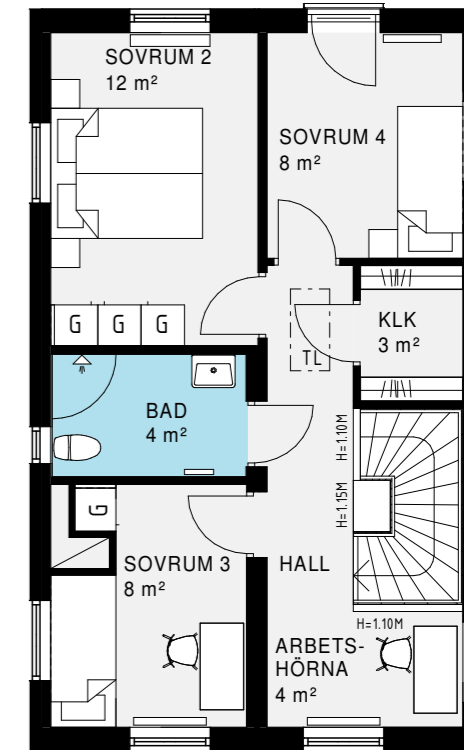 SOVRUM 2
12 m²
SOVRUM 4
8 m²
G G G
KLK
3 m²
TL
BAD
4 m²
H=1.10M
H=1.15M
G
SOVRUM 3
8 m²
HALL
H=1.10M
ARBETS-
HÖRNA
4 m²